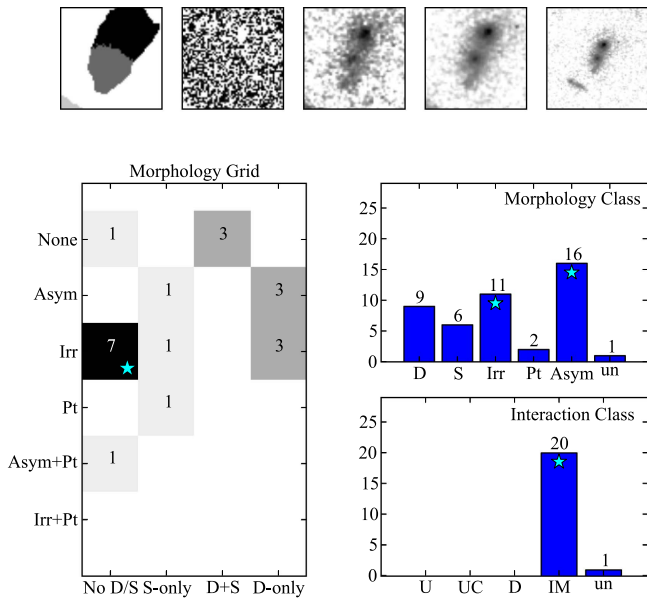 Morphology Grid
None
Asym
Irr
Pt
Asym+Pt
Irr+Pt
1 3
1 3
7 1 3
1
1
No D/S S-only D+S D-only
Morphology Class
25
20
15
10
5
0
9 6 11 2 16 1
D S Irr Pt Asym un
Interaction Class
25
20
15
10
5
0
20 1
U UC D IM un